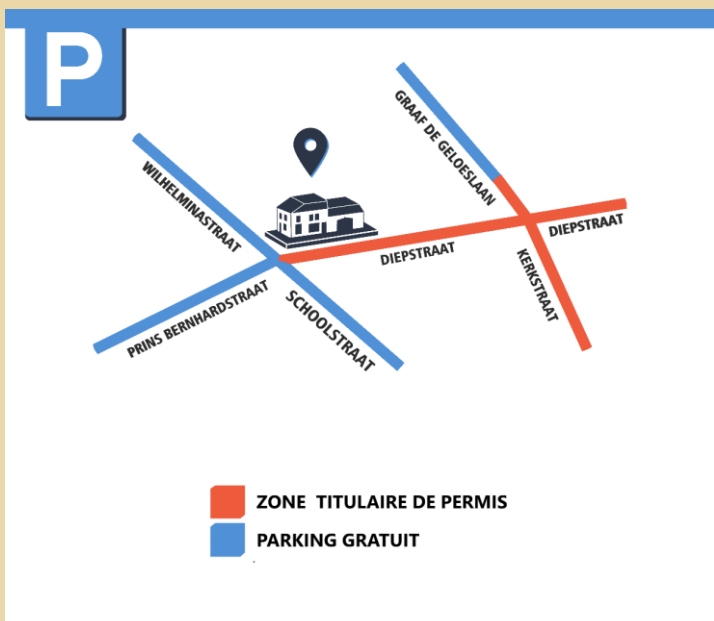 P
GRAAF DE GELOESLAAN
WILHELMINASTRAAT
DIEPSTRAAT
DIEPSTRAAT
KERKSTRAAT
PRINS BERNHARDSTRAAT
SCHOOLSTRAAT
ZONE TITULAIRE DE PERMIS
PARKING GRATUIT